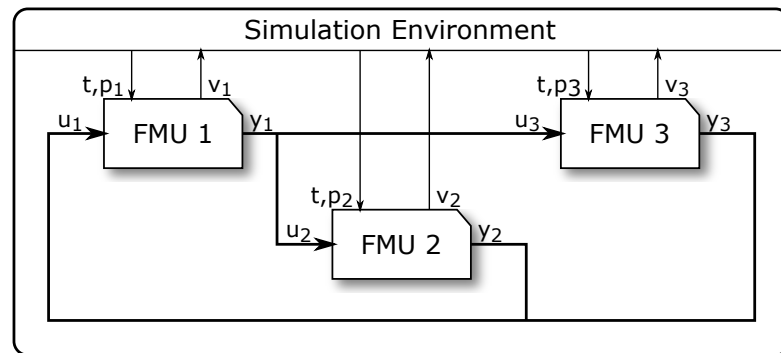 Simulation Environment
t,p1 v1
t,p3 v3
u1 FMU 1 y1
u3 FMU 3 y3
t,p2 v2
u2 FMU 2 y2